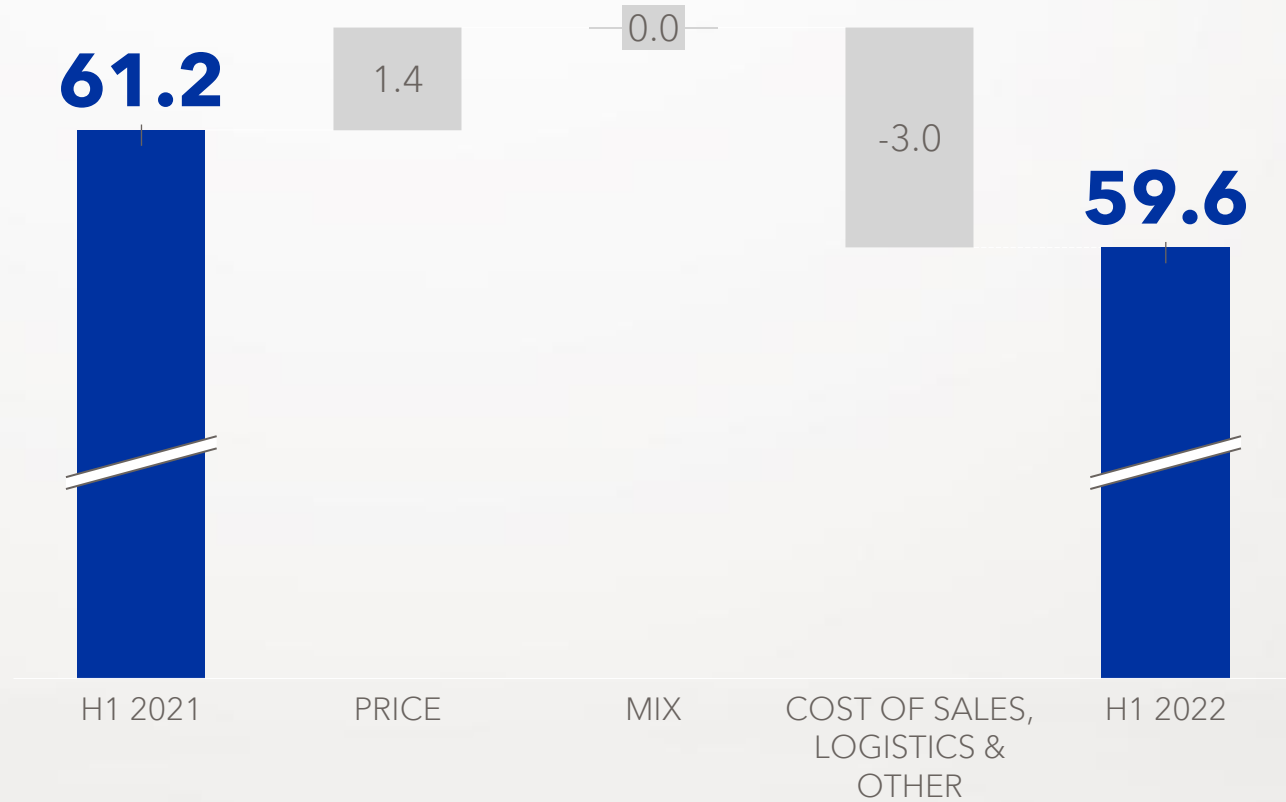 0.0
61.2
1.4
-3.0
59.6
H1 2021
PRICE
MIX
COST OF SALES,
LOGISTICS &
OTHER
H1 2022